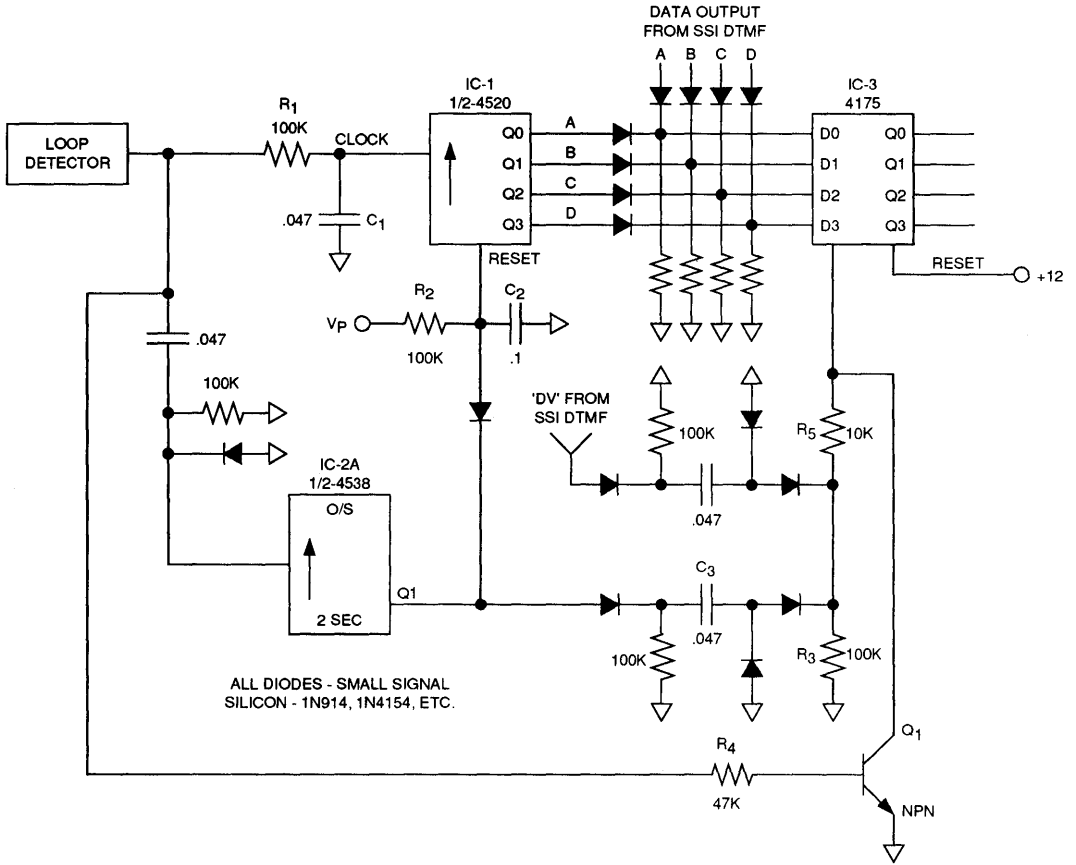 DATA OUTPUT
FROM SSI DTMF
A B C D
IC-1
1/2-4520
IC-3
4175
LOOP
DETECTOR
R1
100K
CLOCK
.047
C1
Q0
Q1
Q2
Q3
A
B
C
D
D0
D1
D2
D3
Q0
Q1
Q2
Q3
RESET
RESET
+12
VP
R2
100K
C2
.1
.047
100K
'DV' FROM
SSI DTMF
100K
.047
R5
10K
IC-2A
1/2-4538
O/S
2 SEC
Q1
C3
.047
100K
R3
100K
ALL DIODES - SMALL SIGNAL
SILICON - 1N914, 1N4154, ETC.
R4
47K
Q1
NPN